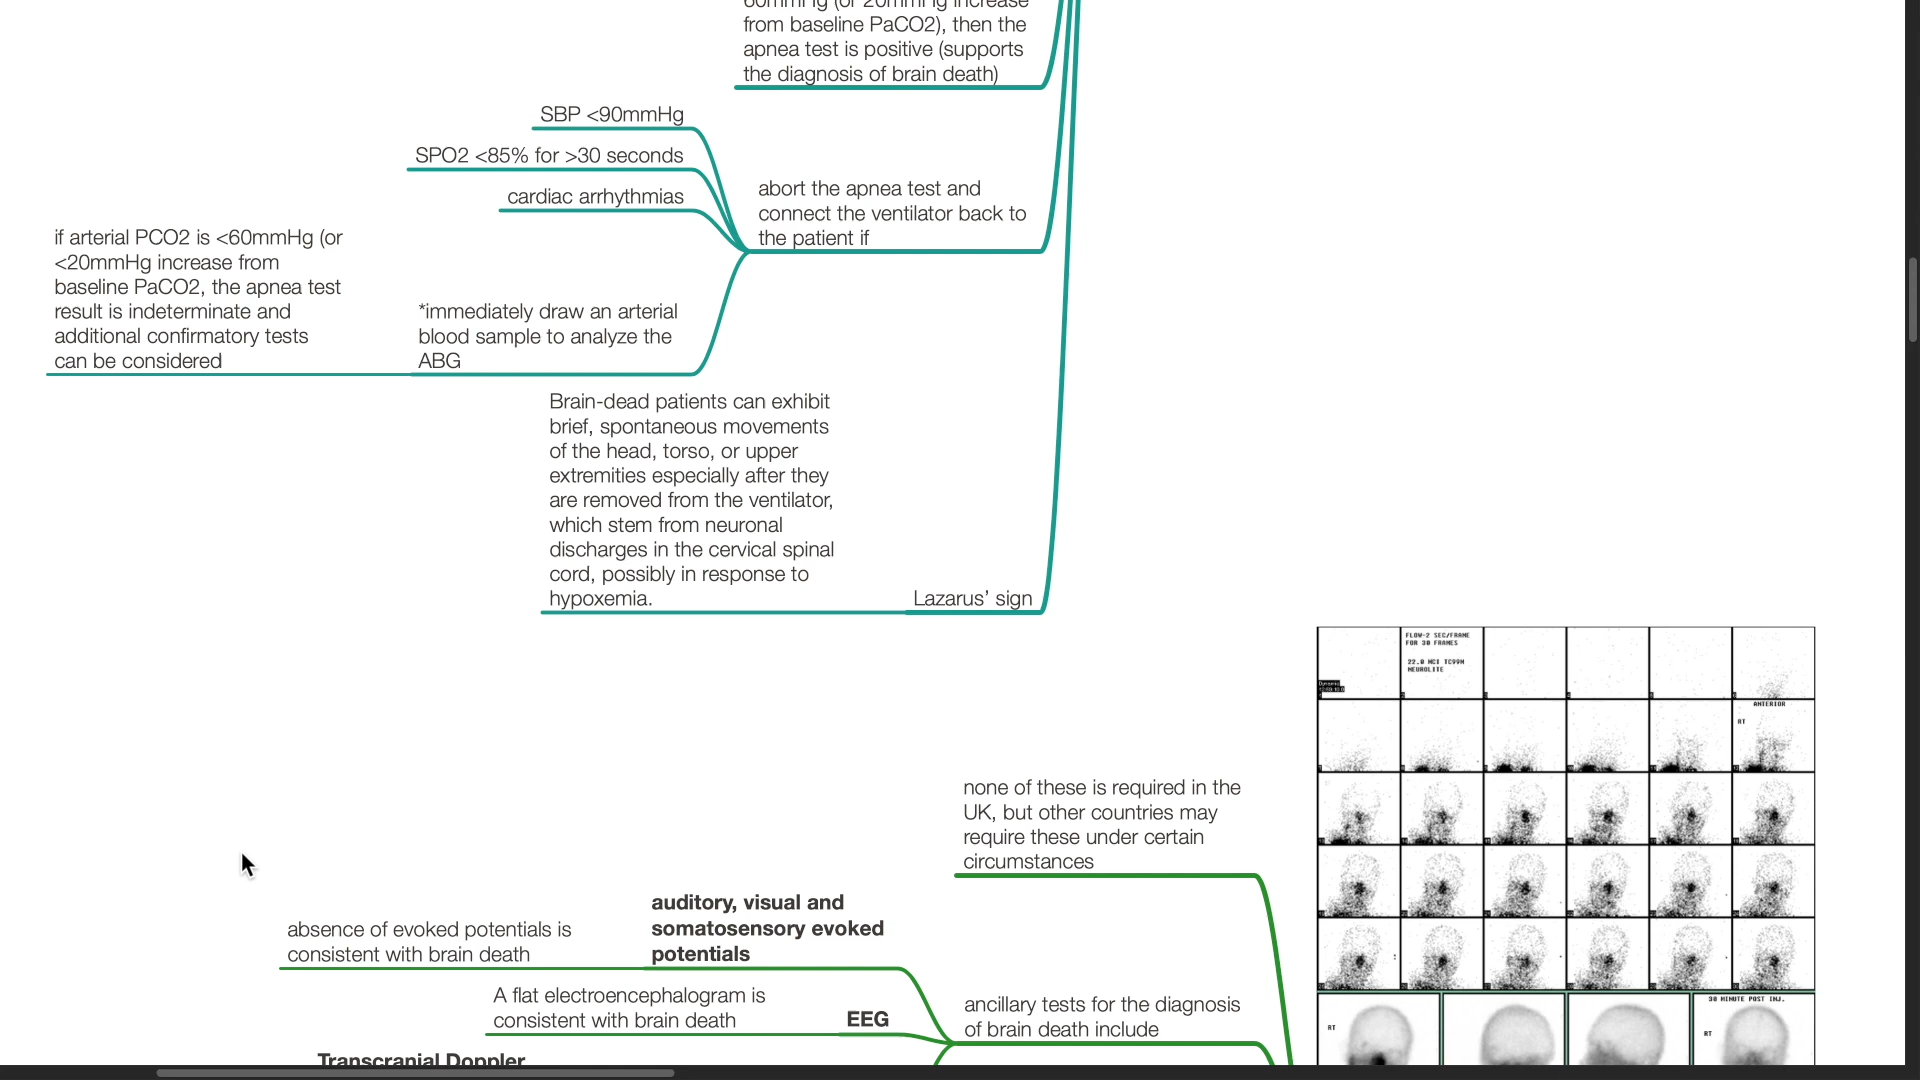 60mmHg (or 20mmHg increase
from baseline PaCO2), then the
apnea test is positive (supports
the diagnosis of brain death)
SBP <90mmHg
SPO2 <85% for >30 seconds
cardiac arrhythmias
abort the apnea test and
connect the ventilator back to
the patient if
if arterial PCO2 is <60mmHg (or
<20mmHg increase from
baseline PaCO2, the apnea test
result is indeterminate and
additional confirmatory tests
can be considered
*immediately draw an arterial
blood sample to analyze the
ABG
Brain-dead patients can exhibit
brief, spontaneous movements
of the head, torso, or upper
extremities especially after they
are removed from the ventilator,
which stem from neuronal
discharges in the cervical spinal
cord, possibly in response to
hypoxemia.
Lazarus’ sign
FLOW-2 SEC/FRAME
FOR 30 FRAMES
22.0 MCI TC99M
NEUROLITE
ANTERIOR
RT
none of these is required in the
UK, but other countries may
require these under certain
circumstances
auditory, visual and
somatosensory evoked
potentials
absence of evoked potentials is
consistent with brain death
A flat electroencephalogram is
consistent with brain death
EEG
ancillary tests for the diagnosis
of brain death include
30 MINUTE POST INJ.
RT
RT
Transcranial Doppler